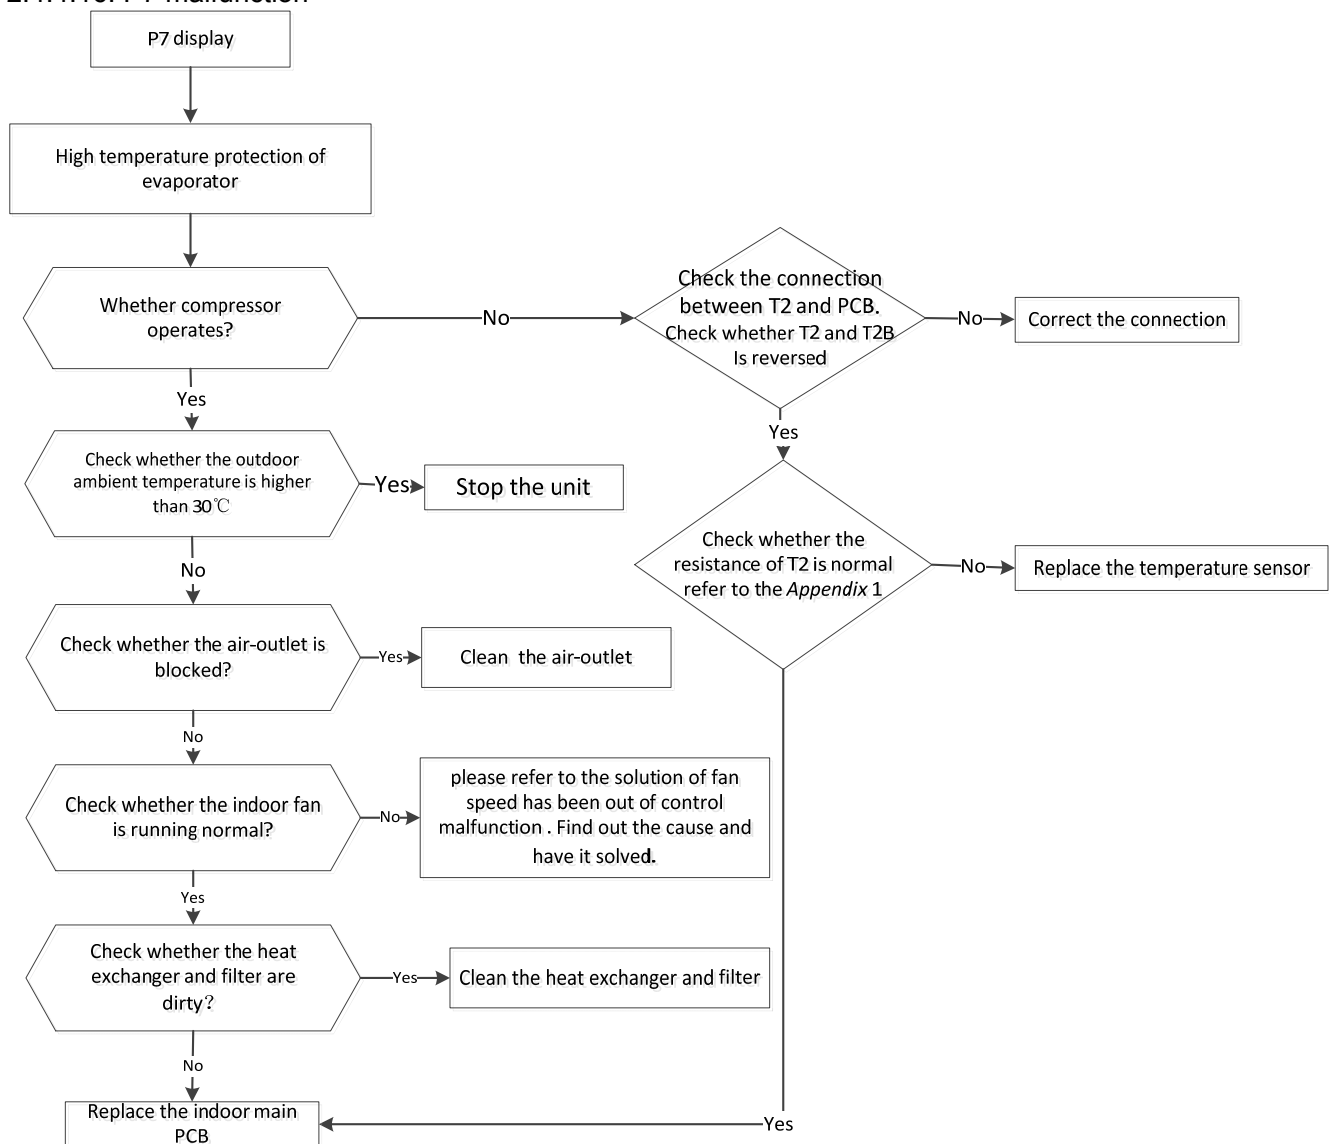 P7 display
High temperature protection of
evaporator
Whether compressor
operates?
No
Check the connection
between T2 and PCB.
Check whether T2 and T2B
Is reversed
No
Correct the connection
Yes
Yes
Check whether the outdoor
ambient temperature is higher
than 30℃
Yes
Stop the unit
Check whether the
resistance of T2 is normal
refer to the Appendix 1
No
Replace the temperature sensor
No
Check whether the air-outlet is
blocked?
Yes
Clean the air-outlet
No
Check whether the indoor fan
is running normal?
No
please refer to the solution of fan
speed has been out of control
malfunction . Find out the cause and
have it solved.
Yes
Check whether the heat
exchanger and filter are
dirty?
Yes
Clean the heat exchanger and filter
No
Replace the indoor main
PCB
Yes